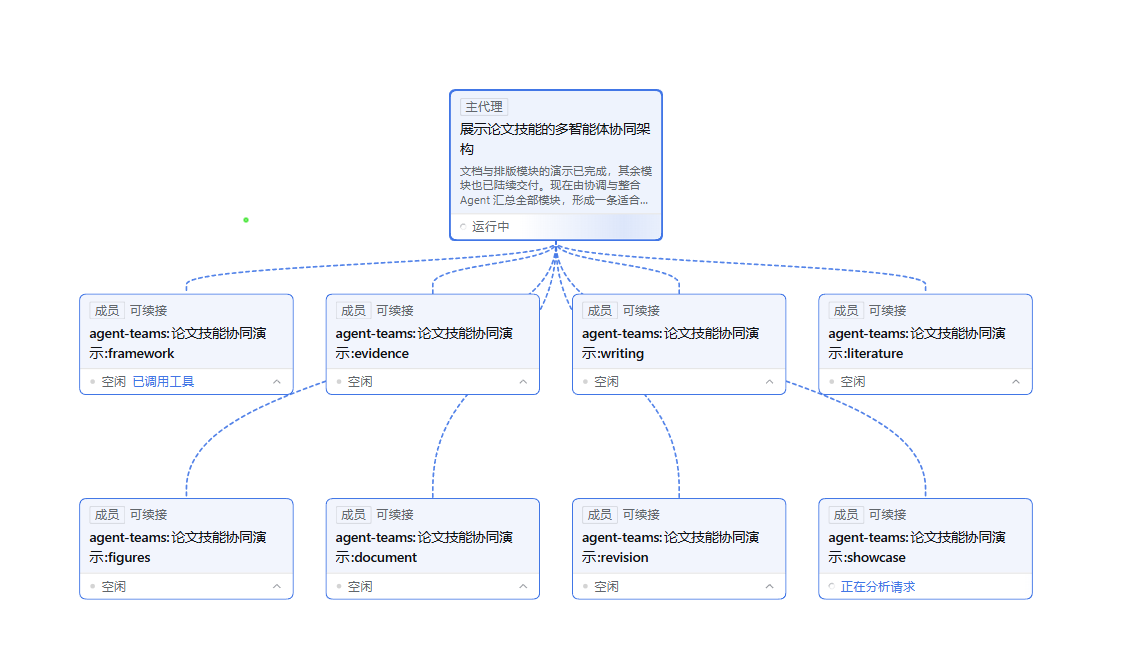 主代理
展示论文技能的多智能体协同架
构
文档与排版模块的演示已完成，其余模
块也已陆续交付。现在由协调与整合
Agent 汇总全部模块，形成一条适合...
运行中
成员 可续接
agent-teams:论文技能协同演
示:framework
空闲 已调用工具
成员 可续接
agent-teams:论文技能协同演
示:evidence
空闲
成员 可续接
agent-teams:论文技能协同演
示:writing
空闲
成员 可续接
agent-teams:论文技能协同演
示:literature
空闲
成员 可续接
agent-teams:论文技能协同演
示:figures
空闲
成员 可续接
agent-teams:论文技能协同演
示:document
空闲
成员 可续接
agent-teams:论文技能协同演
示:revision
空闲
成员 可续接
agent-teams:论文技能协同演
示:showcase
正在分析请求